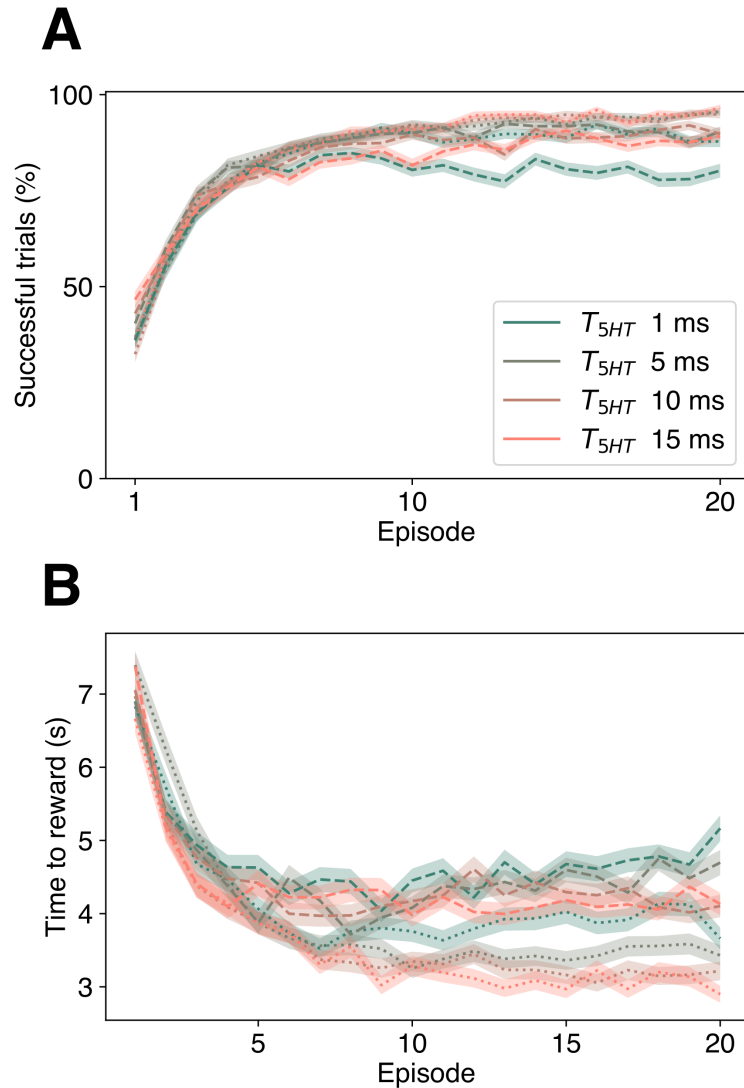 A
100
50
0
Successful trials (%)
T5HT 1 ms
T5HT 5 ms
T5HT 10 ms
T5HT 15 ms
1 10 20
Episode
B
7
6
5
4
3
Time to reward (s)
5 10 15 20
Episode